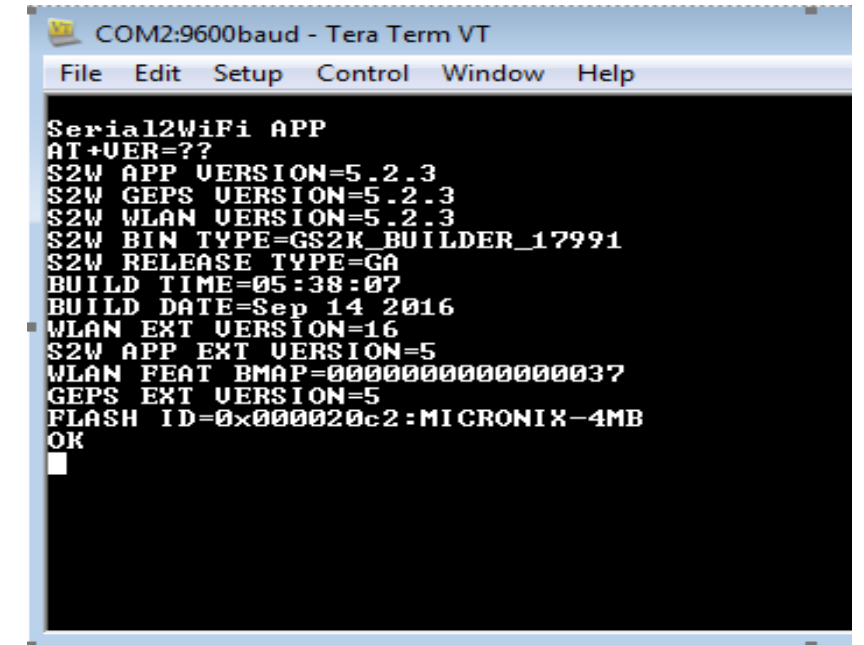 COM2:9600baud - Tera Term VT
File Edit Setup Control Window Help
Serial2WiFi APP
AT+VER=??
S2W APP VERSION=5.2.3
S2W GEPS VERSION=5.2.3
S2W WLAN VERSION=5.2.3
S2W BIN TYPE=GS2K_BUILDER_17991
S2W RELEASE TYPE=GA
BUILD TIME=05:38:07
BUILD DATE=Sep 14 2016
WLAN EXT VERSION=16
S2W APP EXT VERSION=5
WLAN FEAT BMAP=0000000000000037
GEPS EXT VERSION=5
FLASH ID=0x000020c2:MICRONIX-4MB
OK